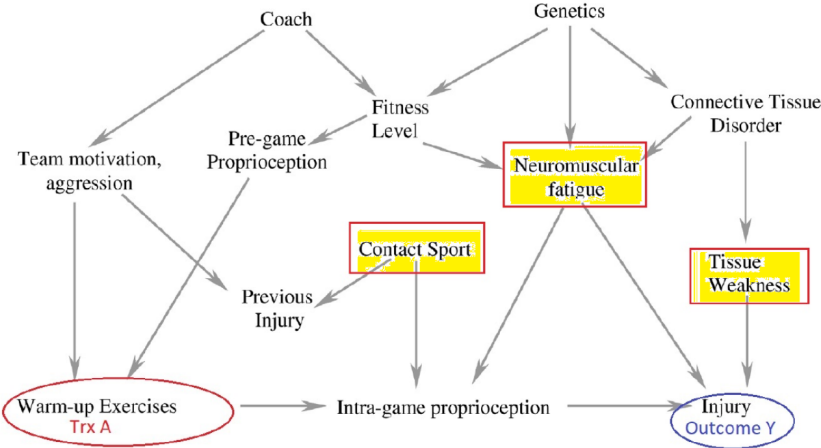 Coach
Genetics
Fitness
Level
Connective Tissue
Disorder
Pre-game
Proprioception
Team motivation,
aggression
Neuromuscular
fatigue
Contact Sport
Tissue
Weakness
Previous
Injury
Warm-up Exercises
Trx A
Intra-game proprioception
Injury
Outcome Y